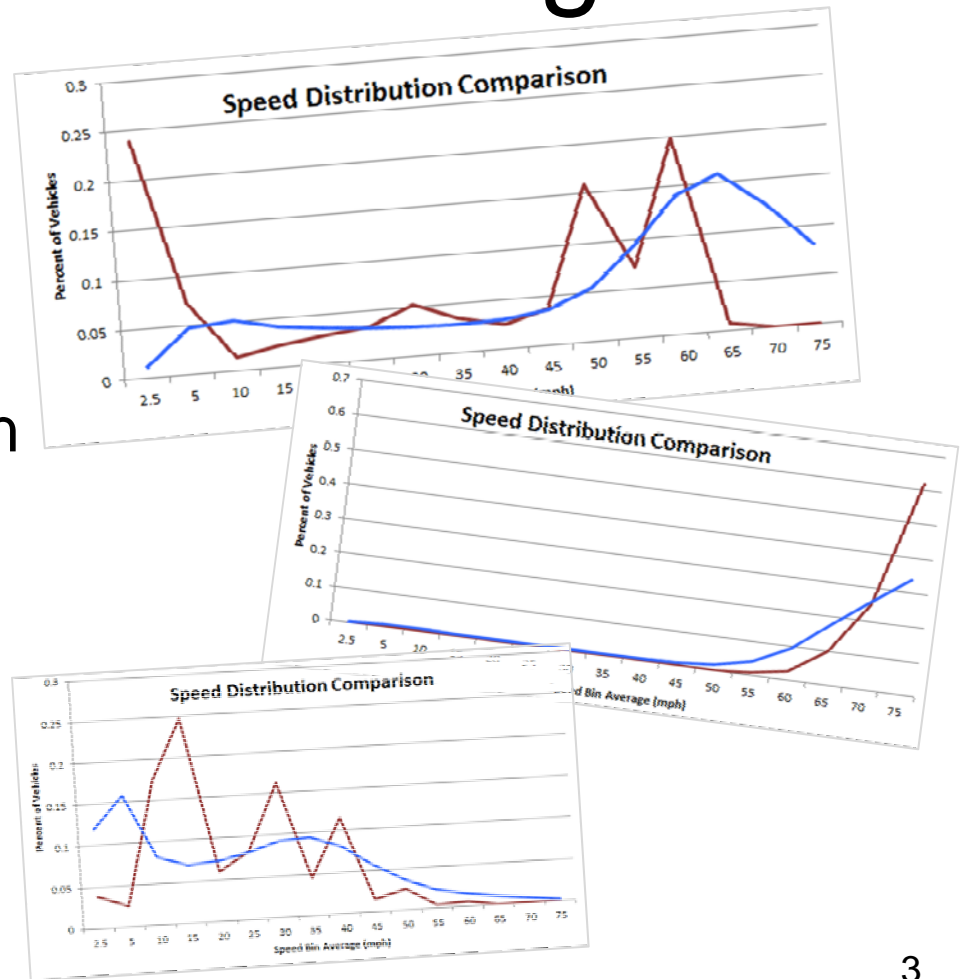 g
Speed Distribution Comparison
Percent of Vehicles
0.3
0.25
0.2
0.15
0.1
0.05
0
2.5 5 10 15 35 40 45 50 55 60 65 70 75
n
Speed Distribution Comparison
Percent of Vehicles
0.7
0.6
0.5
0.4
0.3
0.2
0.1
0
2.5 5 10 35 40 45 50 55 60 65 70 75
Bin Average (mph)
Speed Distribution Comparison
Percent of Vehicles
0.3
0.25
0.2
0.15
0.1
0.05
0
2.5 5 10 15 20 25 30 35 40 45 50 55 60 65 70 75
Speed Bin Average (mph)
3